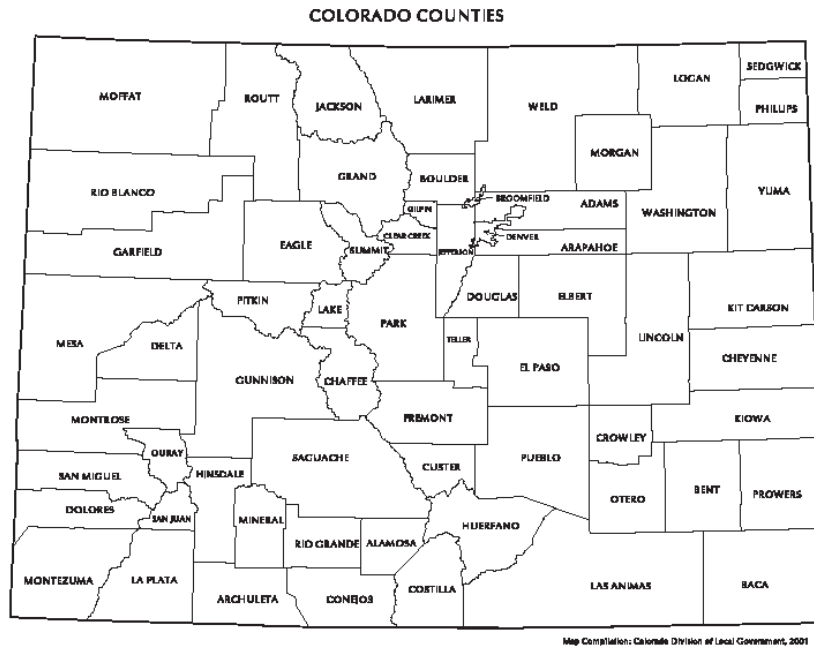 COLORADO COUNTIES
SEDGWICK
LOGAN
MOFFAT
ROUTT
JACKSON
LARIMER
WELD
PHILLIPS
MORGAN
GRAND
BOULDER
RIO BLANCO
YUMA
BROOMFIELD
ADAMS
GILPIN
WASHINGTON
CLEAR CREEK
DENVER
EAGLE
SUMMIT
JEFFERSON
ARAPAHOE
GARFIELD
PITKIN
LAKE
DOUGLAS
ELBERT
KIT CARSON
PARK
MESA
DELTA
TELLER
LINCOLN
CHEYENNE
EL PASO
GUNNISON
CHAFFEE
MONTROSE
FREMONT
KIOWA
CROWLEY
OURAY
SAGUACHE
PUEBLO
SAN MIGUEL
HINSDALE
CUSTER
BENT
OTERO
PROWERS
DOLORES
SAN JUAN
MINERAL
HUERFANO
RIO GRANDE
ALAMOSA
MONTEZUMA
LA PLATA
COSTILLA
LAS ANIMAS
BACA
ARCHULETA
CONEJOS
Map Compilation: Colorado Division of Local Government, 2001